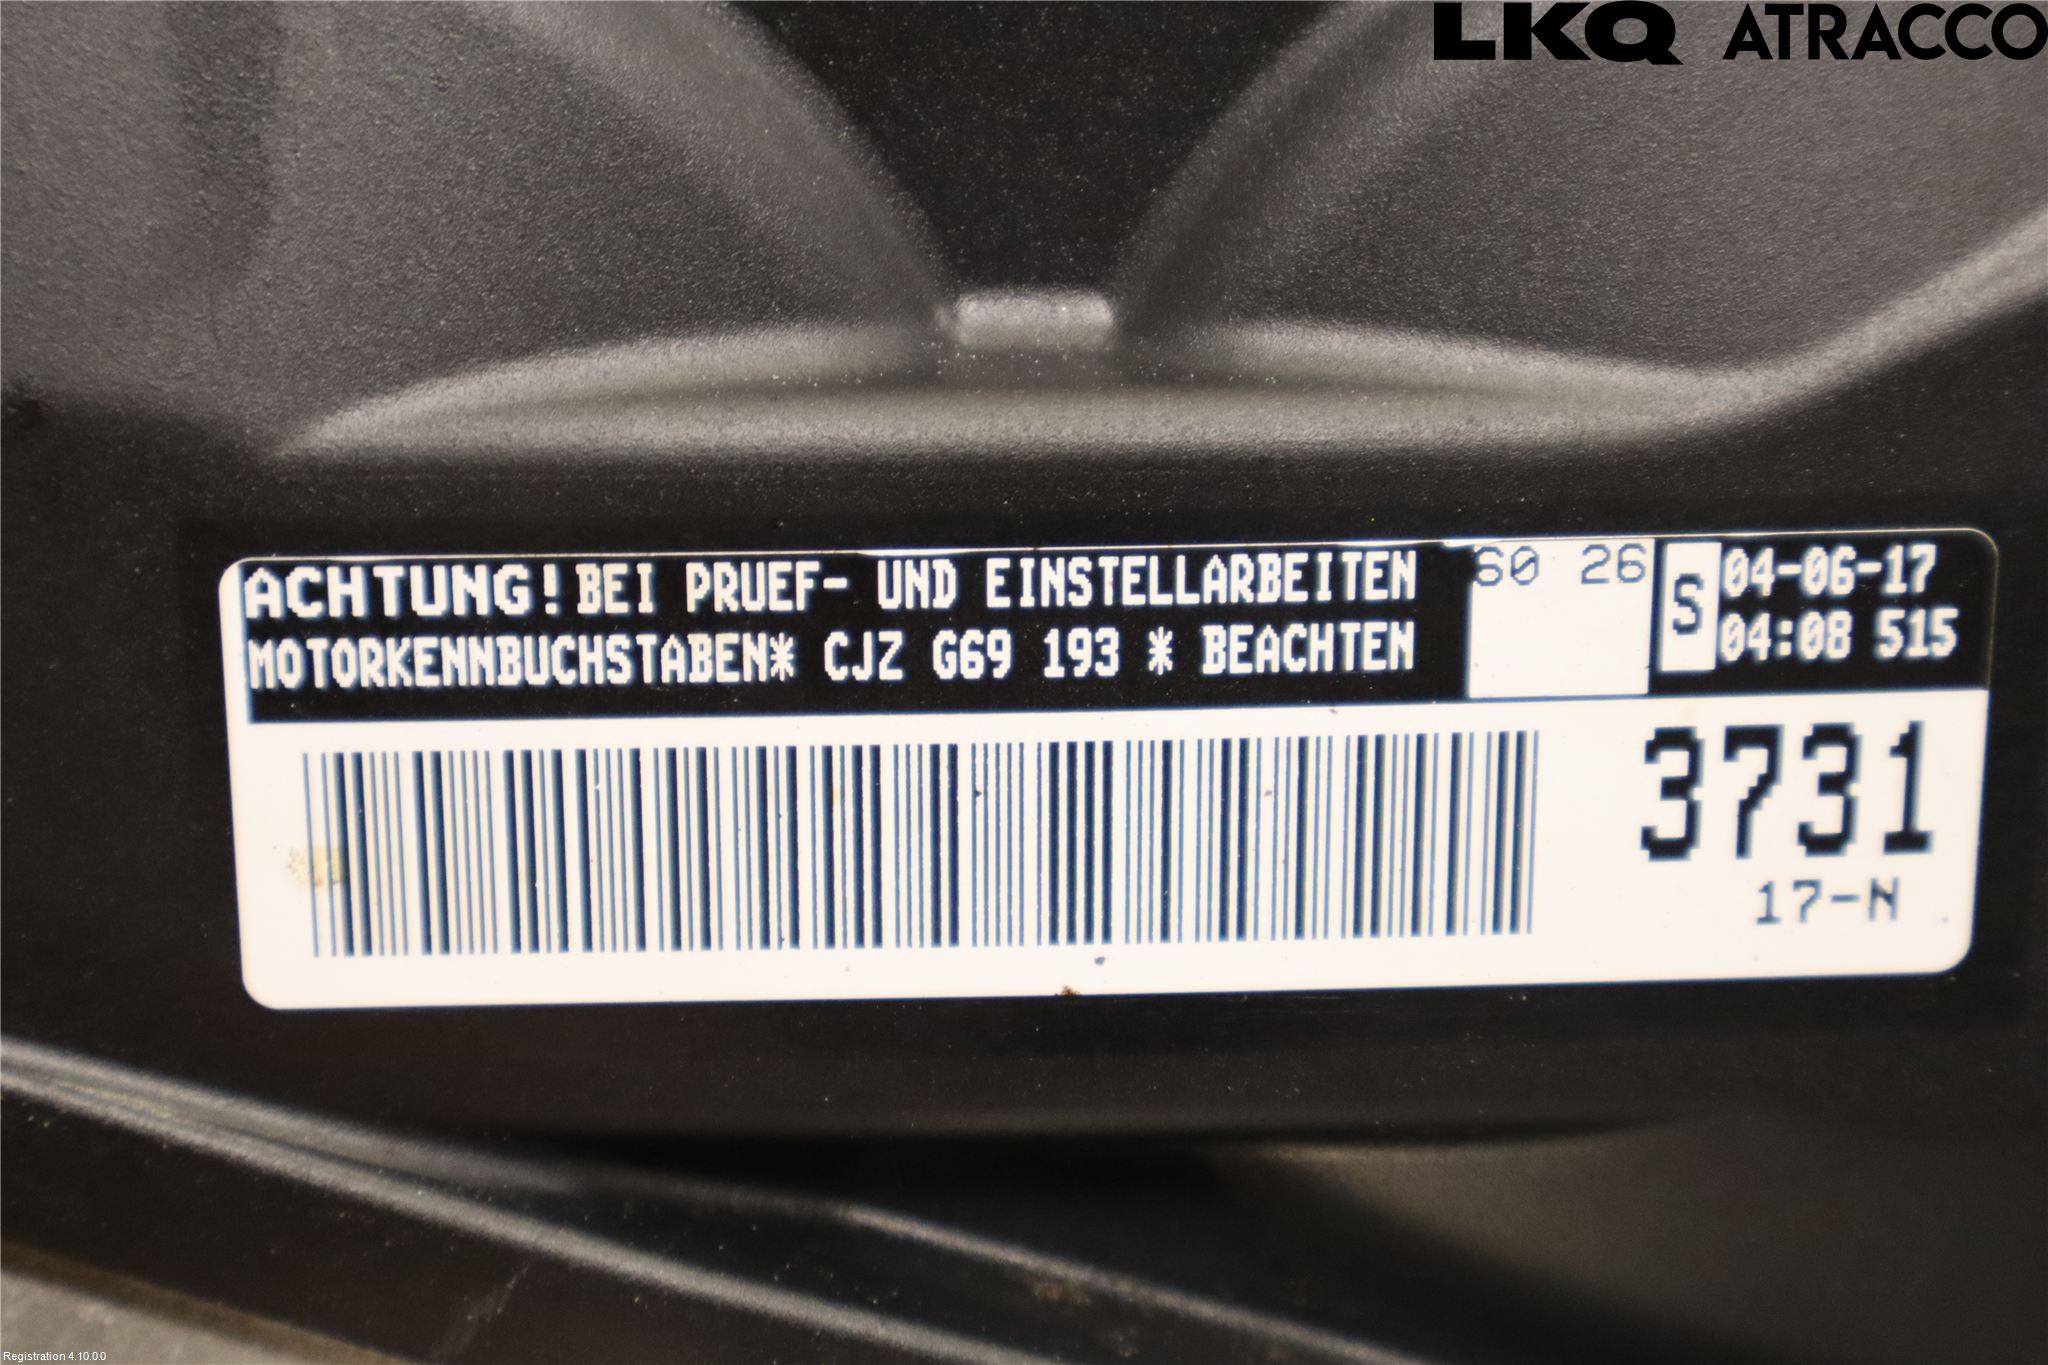 LKQ ATRACCO
ACHTUNG! BEI PRUEF- UND EINSTELLARBEITEN
MOTORKENNBUCHSTABEN* CJZ G69 193 * BEACHTEN
60 26
S
04-06-17
04:08 515
3731
17-N
Registration 4.10.0.0